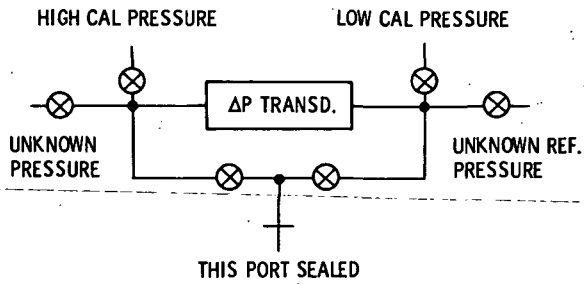 HIGH CAL PRESSURE
LOW CAL PRESSURE
ΔP TRANSD.
UNKNOWN
PRESSURE
UNKNOWN REF.
PRESSURE
THIS PORT SEALED